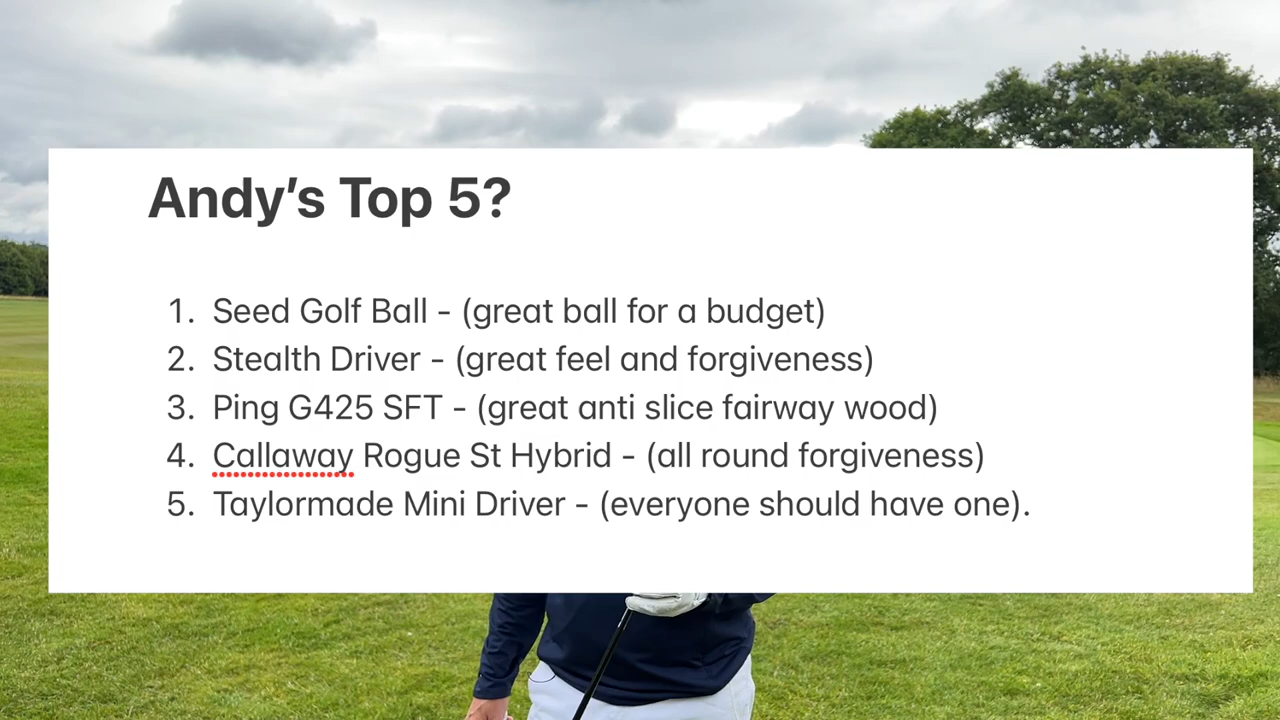 Andy’s Top 5?
1. Seed Golf Ball - (great ball for a budget)
2. Stealth Driver - (great feel and forgiveness)
3. Ping G425 SFT - (great anti slice fairway wood)
4. Callaway Rogue St Hybrid - (all round forgiveness)
5. Taylormade Mini Driver - (everyone should have one).